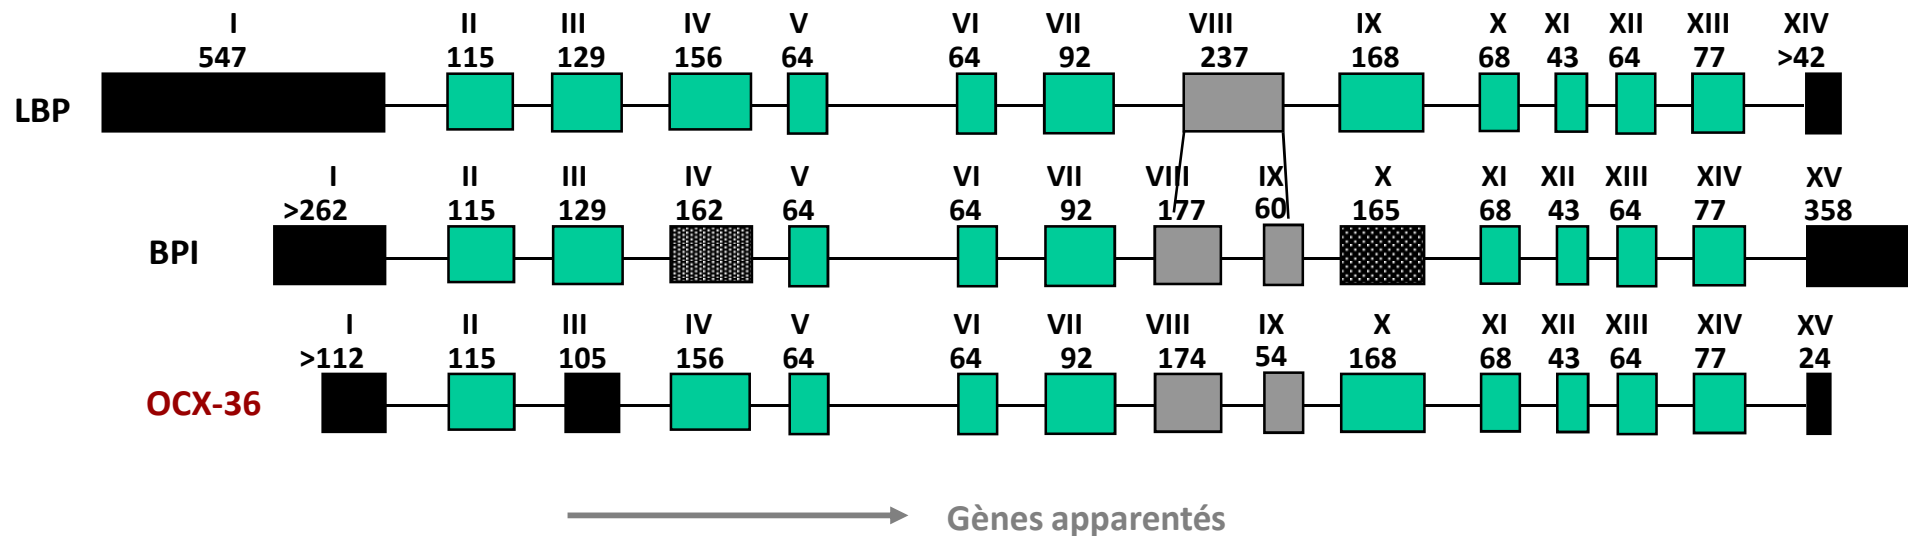 I II III IV V VI VII VIII IX X XI XII XIII XIV
547 115 129 156 64 64 92 237 168 68 43 64 77 >42
LBP
I II III IV V VI VII VIII IX X XI XII XIII XIV XV
>262 115 129 162 64 64 92 177 60 165 68 43 64 77 358
BPI
I II III IV V VI VII VIII IX X XI XII XIII XIV XV
>112 115 105 156 64 64 92 174 54 168 68 43 64 77 24
OCX-36
Gènes apparentés